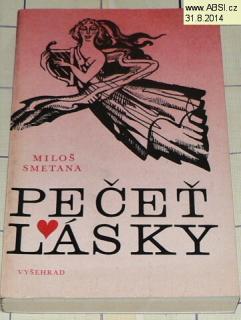 www.ABSI.cz
31.8.2014
MILOŠ
SMETANA
PEČEŤ
LÁSKY
VYŠEHRAD